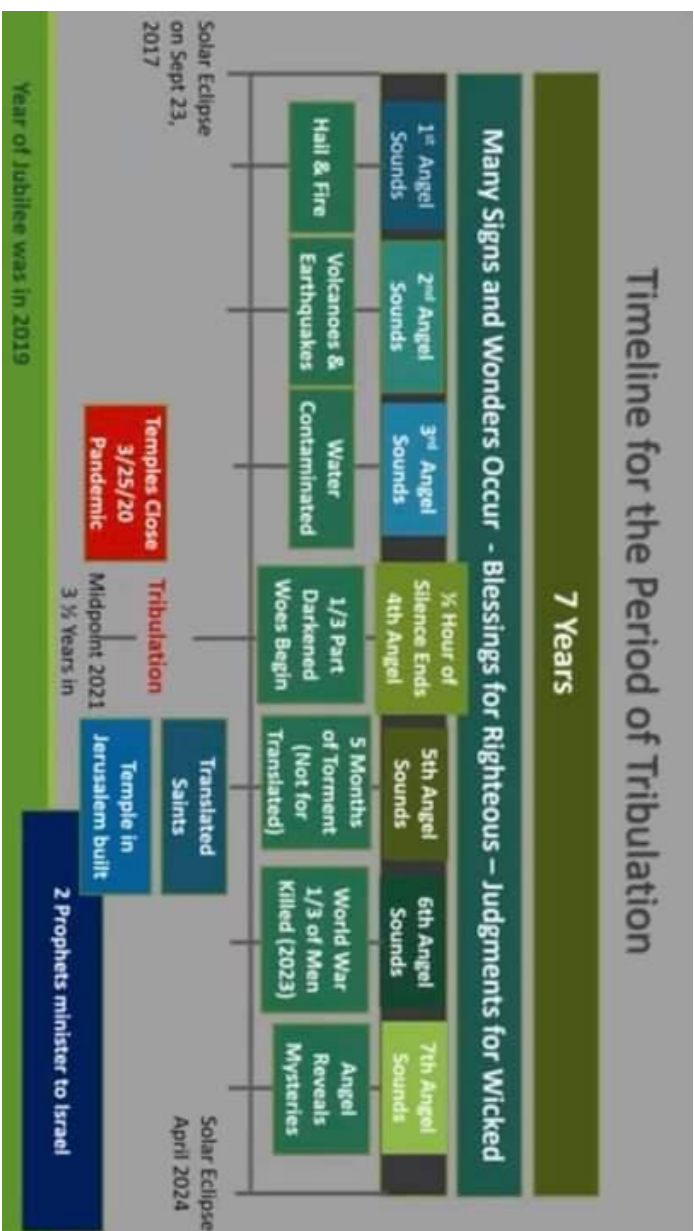 Timeline for the Period of Tribulation
7 Years
Many Signs and Wonders Occur - Blessings for Righteous – Judgments for Wicked
1st Angel
Sounds
2nd Angel
Sounds
3rd Angel
Sounds
½ Hour of
Silence Ends
4th Angel
5th Angel
Sounds
6th Angel
Sounds
7th Angel
Sounds
Hail & Fire
Volcanoes &
Earthquakes
Water
Contaminated
1/3 Part
Darkened
Woes Begin
5 Months
of Torment
(Not for
Translated)
World War
1/3 of Men
Killed (2023)
Angel
Reveals
Mysteries
Solar Eclipse
on Sept 23,
2017
Temples Close
3/25/20
Pandemic
Tribulation
Midpoint 2021
3 ½ Years in
Translated
Saints
Temple in
Jerusalem built
Solar Eclipse
April 2024
2 Prophets minister to Israel
Year of Jubilee was in 2019